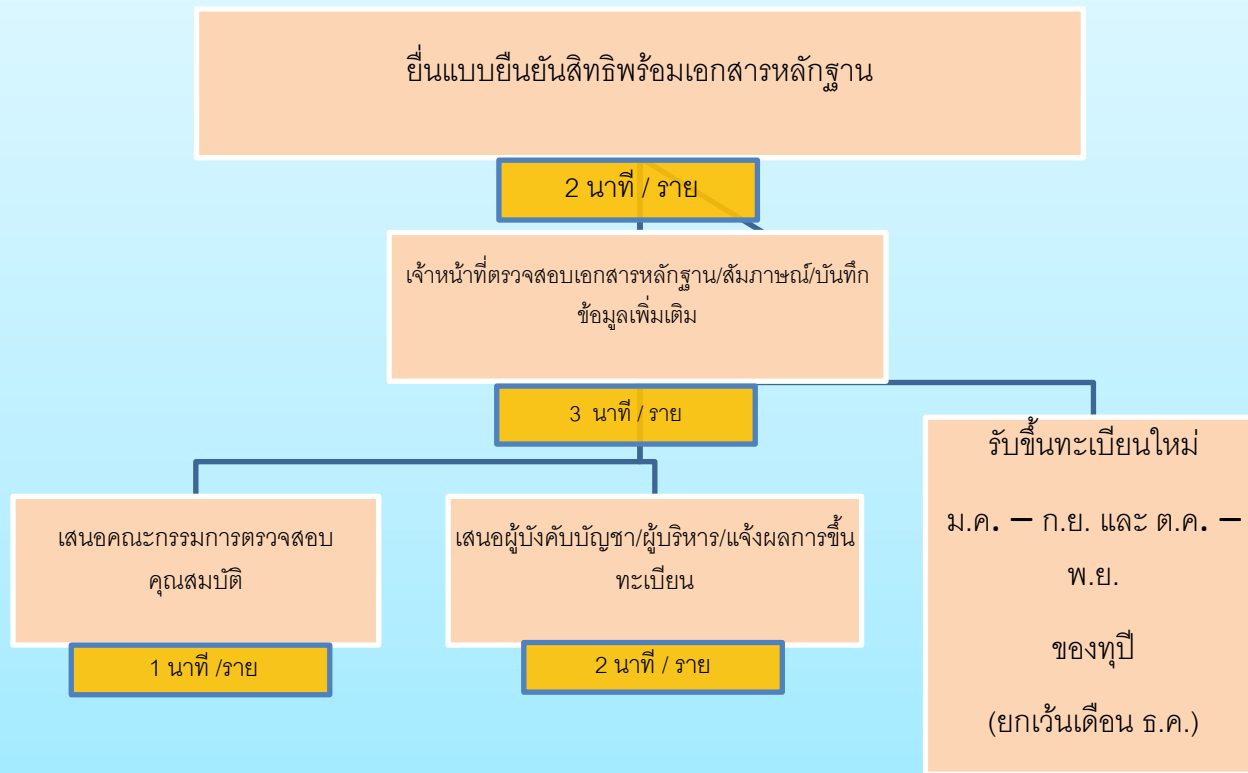 ยื่นแบบยืนยันสิทธิพร้อมเอกสารหลักฐาน
2 นาที / ราย
เจ้าหน้าที่ตรวจสอบเอกสารหลักฐาน/สัมภาษณ์/บันทึก
ข้อมูลเพิ่มเติม
3 นาที / ราย
เสนอคณะกรรมการตรวจสอบ
คุณสมบัติ
1 นาที /ราย
เสนอผู้บังคับบัญชา/ผู้บริหาร/แจ้งผลการขึ้น
ทะเบียน
2 นาที / ราย
รับขึ้นทะเบียนใหม่
ม.ค. – ก.ย. และ ต.ค. –
พ.ย.
ของทุปี
(ยกเว้นเดือน ธ.ค.)